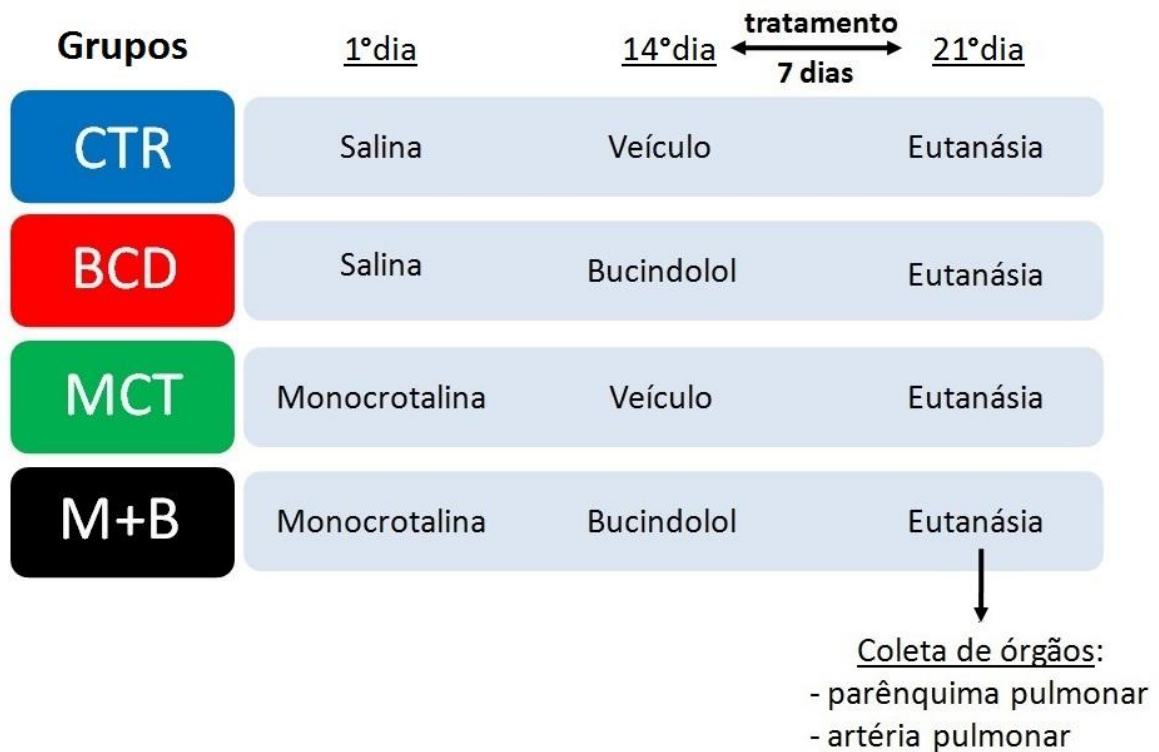 Grupos 1°dia 14°dia tratamento 7 dias 21°dia
CTR Salina Veículo Eutanásia
BCD Salina Bucindolol Eutanásia
MCT Monocrotalina Veículo Eutanásia
M+B Monocrotalina Bucindolol Eutanásia
Coleta de órgãos:
- parênquima pulmonar
- artéria pulmonar